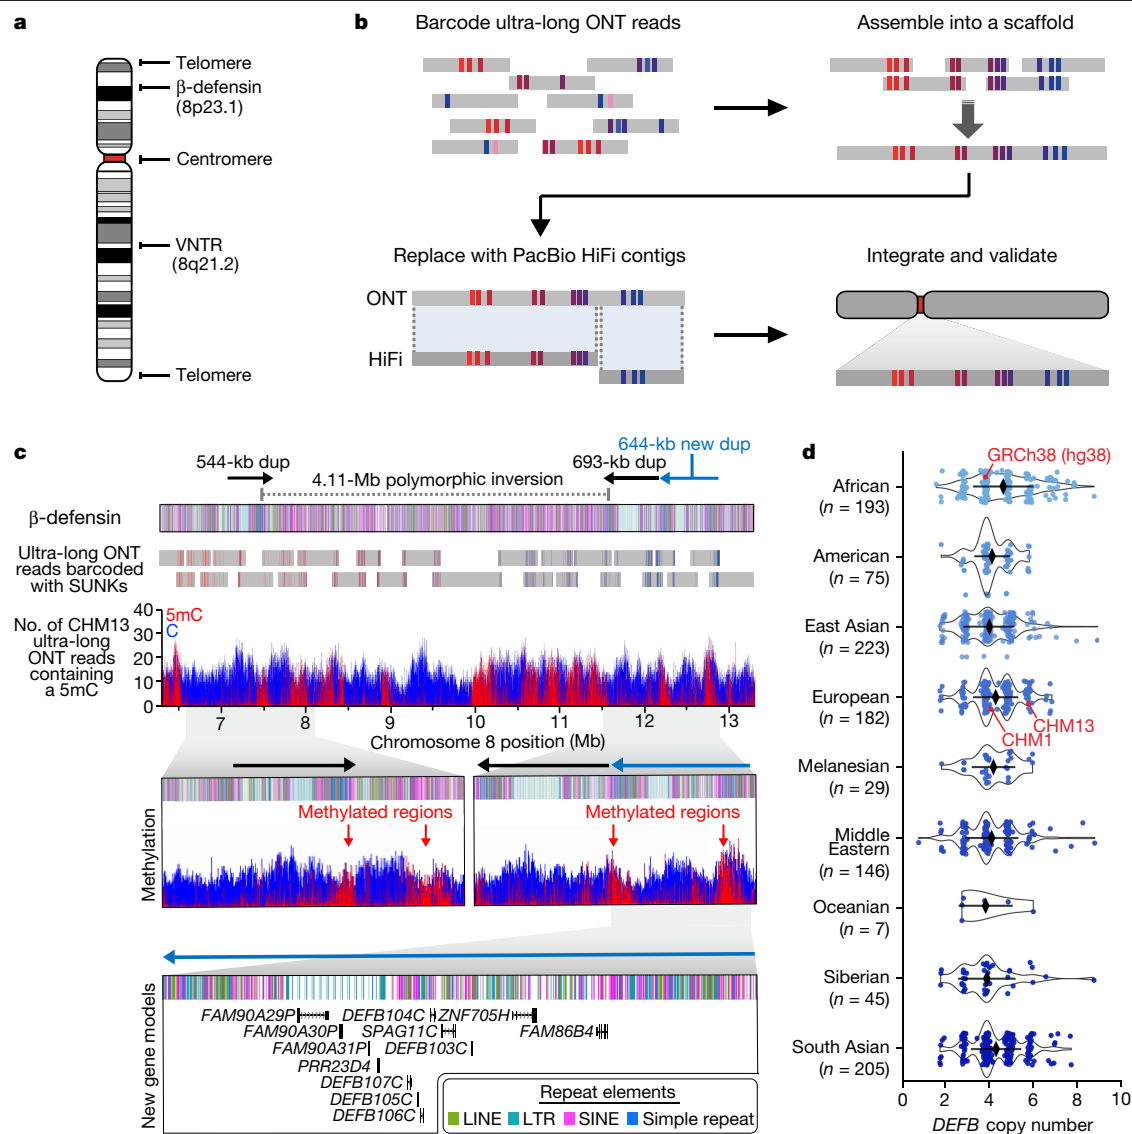 a
Telomere
β-defensin
(8p23.1)
Centromere
VNTR
(8q21.2)
Telomere
b
Barcode ultra-long ONT reads
Assemble into a scaffold
Replace with PacBio HiFi contigs
Integrate and validate
ONT
HiFi
c
644-kb new dup
544-kb dup
693-kb dup
4.11-Mb polymorphic inversion
β-defensin
Ultra-long ONT
reads barcoded
with SUNKs
No. of CHM13
ultra-long
ONT reads
containing
a 5mC
40
30
20
10
0
5mC
C
7 8 9 10 11 12 13
Chromosome 8 position (Mb)
Methylation
Methylated regions
Methylated regions
New gene models
FAM90A29P DEFB104C ZNF705H
FAM90A30P SPAG11C FAM86B4
FAM90A31P DEFB103C
PRR23D4
DEFB107C
DEFB105C
DEFB106C
Repeat elements
LINE LTR SINE Simple repeat
d
GRCh38 (hg38)
African
(n = 193)
American
(n = 75)
East Asian
(n = 223)
European
(n = 182)
CHM13
CHM1
Melanesian
(n = 29)
Middle
Eastern
(n = 146)
Oceanian
(n = 7)
Siberian
(n = 45)
South Asian
(n = 205)
0 2 4 6 8 10
DEFB copy number